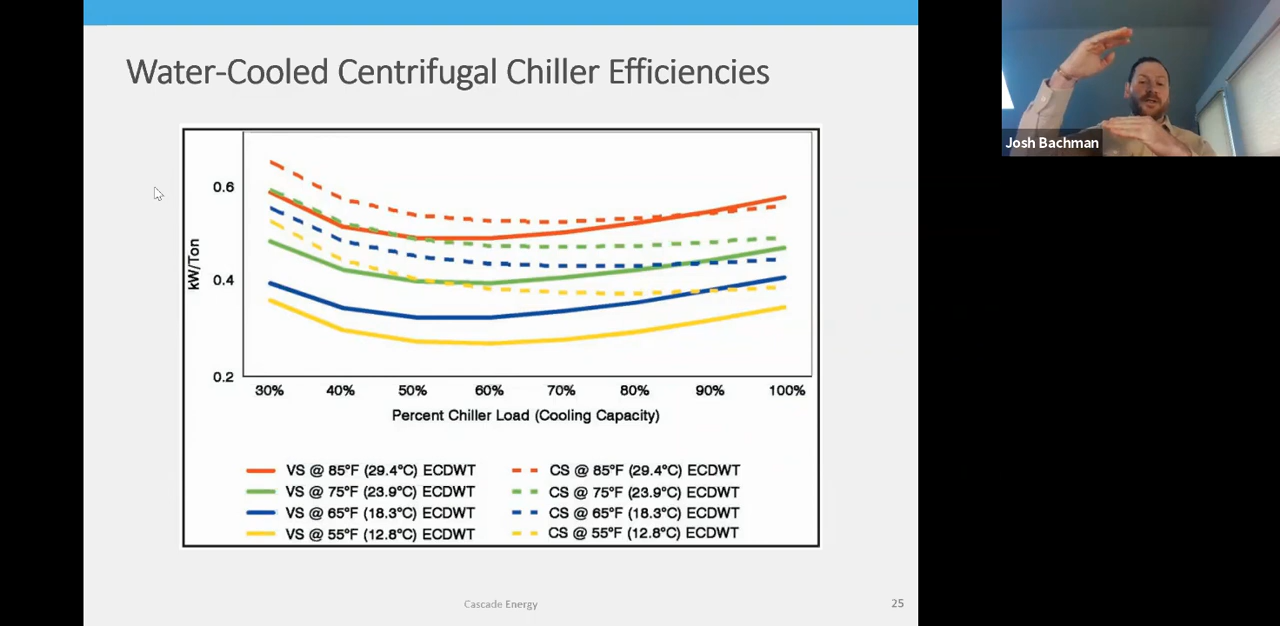 Water-Cooled Centrifugal Chiller Efficiencies
Josh Bachman
0.6
0.4
0.2
kW/Ton
30% 40% 50% 60% 70% 80% 90% 100%
Percent Chiller Load (Cooling Capacity)
VS @ 85°F (29.4°C) ECDWT CS @ 85°F (29.4°C) ECDWT
VS @ 75°F (23.9°C) ECDWT CS @ 75°F (23.9°C) ECDWT
VS @ 65°F (18.3°C) ECDWT CS @ 65°F (18.3°C) ECDWT
VS @ 55°F (12.8°C) ECDWT CS @ 55°F (12.8°C) ECDWT
Cascade Energy 25